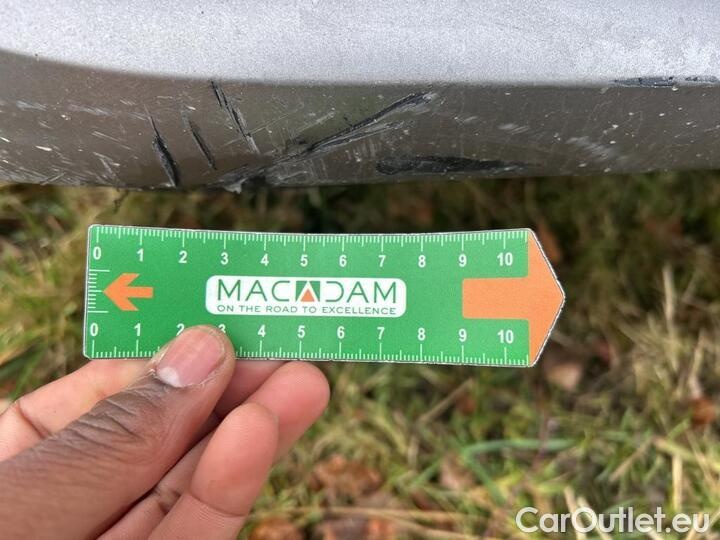 0 1 2 3 4 5 6 7 8 9 10
MACADAM
ON THE ROAD TO EXCELLENCE
0 1 2 3 4 5 6 7 8 9 10
CarOutlet.eu